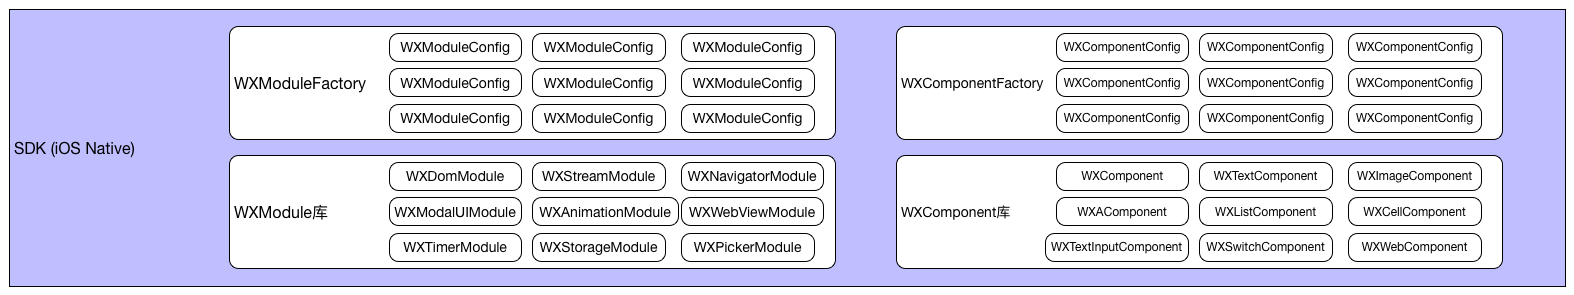 SDK (iOS Native)
WXModuleFactory
WXModuleConfig WXModuleConfig WXModuleConfig
WXModuleConfig WXModuleConfig WXModuleConfig
WXModuleConfig WXModuleConfig WXModuleConfig
WXComponentFactory
WXComponentConfig WXComponentConfig WXComponentConfig
WXComponentConfig WXComponentConfig WXComponentConfig
WXComponentConfig WXComponentConfig WXComponentConfig
WXModule库
WXDomModule WXStreamModule WXNavigatorModule
WXModalUIModule WXAnimationModule WXWebViewModule
WXTimerModule WXStorageModule WXPickerModule
WXComponent库
WXComponent WXTextComponent WXImageComponent
WXAComponent WXListComponent WXCellComponent
WXTextInputComponent WXSwitchComponent WXWebComponent